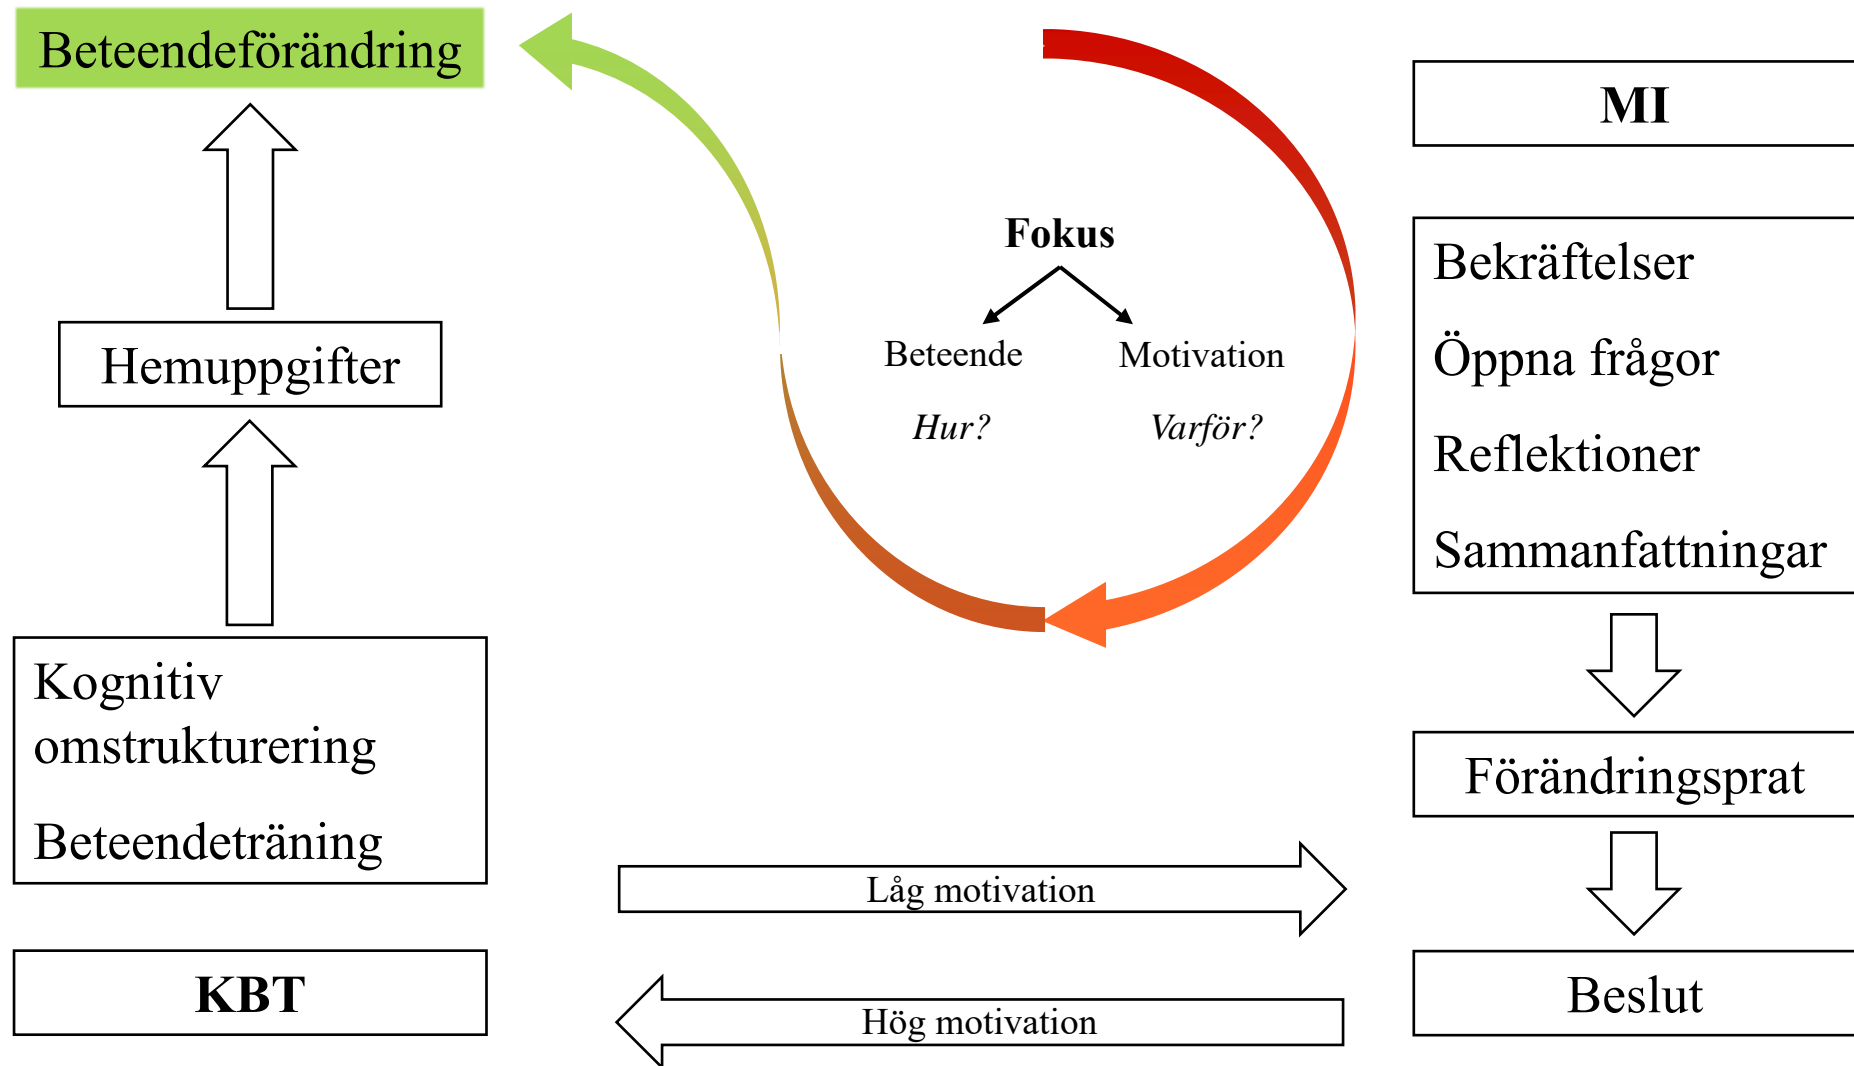 Beteendeförändring
Hemuppgifter
Kognitiv
omstrukturering
Beteendeträning
KBT
Fokus
Beteende
Motivation
Hur?
Varför?
Låg motivation
Hög motivation
MI
Bekräftelser
Öppna frågor
Reflektioner
Sammanfattningar
Förändringsprat
Beslut